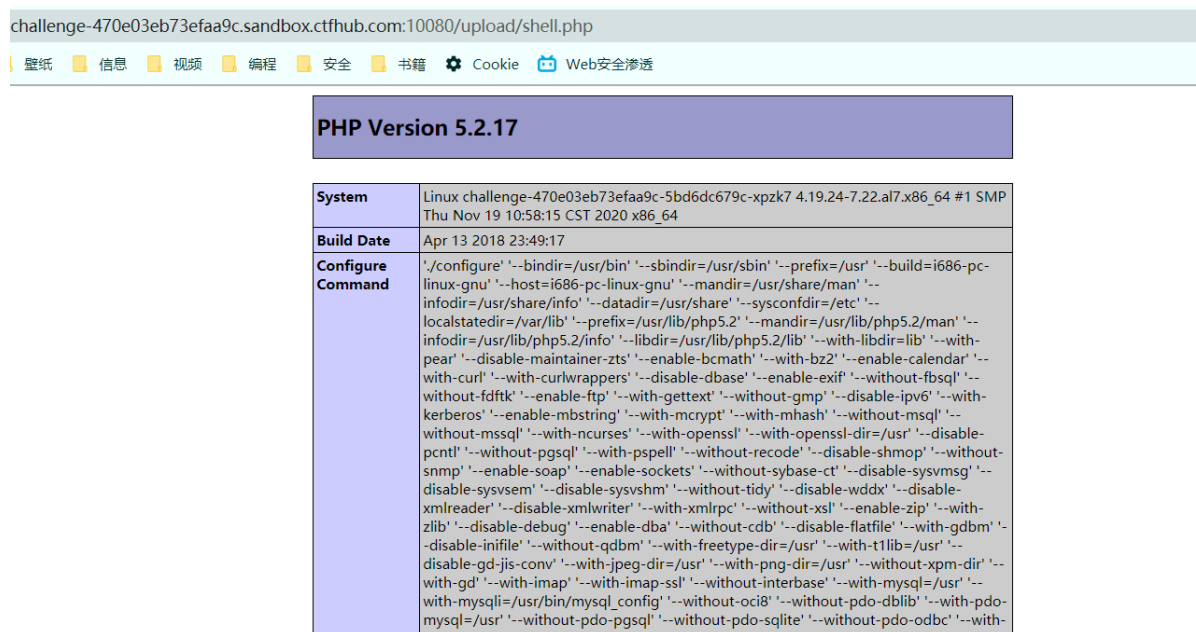 challenge-470e03eb73efaa9c.sandbox.ctfhub.com:10080/upload/shell.php
壁纸 信息 视频 编程 安全 书籍 Cookie Web安全渗透
PHP Version 5.2.17
System Linux challenge-470e03eb73efaa9c-5bd6dc679c-xpzk7 4.19.24-7.22.al7.x86_64 #1 SMP
Thu Nov 19 10:58:15 CST 2020 x86_64
Build Date Apr 13 2018 23:49:17
Configure Command './configure' '--bindir=/usr/bin' '--sbindir=/usr/sbin' '--prefix=/usr' '--build=i686-pc-
linux-gnu' '--host=i686-pc-linux-gnu' '--mandir=/usr/share/man' '--
infodir=/usr/share/info' '--datadir=/usr/share' '--sysconfdir=/etc' '--
localstatedir=/var/lib' '--prefix=/usr/lib/php5.2' '--mandir=/usr/lib/php5.2/man' '--
infodir=/usr/lib/php5.2/info' '--libdir=/usr/lib/php5.2/lib' '--with-libdir=lib' '--with-
pear' '--disable-maintainer-zts' '--enable-bcmath' '--with-bz2' '--enable-calendar' '--
with-curl' '--with-curlwrappers' '--disable-dbase' '--enable-exif' '--without-fbsql' '--
without-fdftk' '--enable-ftp' '--with-gettext' '--without-gmp' '--disable-ipv6' '--with-
kerberos' '--enable-mbstring' '--with-mcrypt' '--with-mhash' '--without-msql' '--
without-mssql' '--with-ncurses' '--with-openssl' '--with-openssl-dir=/usr' '--disable-
pcntl' '--without-pgsql' '--with-pspell' '--without-recode' '--disable-shmop' '--without-
snmp' '--enable-soap' '--enable-sockets' '--without-sybase-ct' '--disable-sysvmsg' '--
disable-sysvsem' '--disable-sysvshm' '--without-tidy' '--disable-wddx' '--disable-
xmlreader' '--disable-xmlwriter' '--with-xmlrpc' '--without-xsl' '--enable-zip' '--with-
zlib' '--disable-debug' '--enable-dba' '--without-cdb' '--disable-flatfile' '--with-gdbm' '-
-disable-inifile' '--without-qdbm' '--with-freetype-dir=/usr' '--with-t1lib=/usr' '--
disable-gd-jis-conv' '--with-jpeg-dir=/usr' '--with-png-dir=/usr' '--without-xpm-dir' '--
with-gd' '--with-imap' '--with-imap-ssl' '--without-interbase' '--with-mysql=/usr' '--
with-mysqli=/usr/bin/mysql_config' '--without-oci8' '--without-pdo-dblib' '--with-pdo-
mysql=/usr' '--without-pdo-pgsql' '--without-pdo-sqlite' '--without-pdo-odbc' '--with-